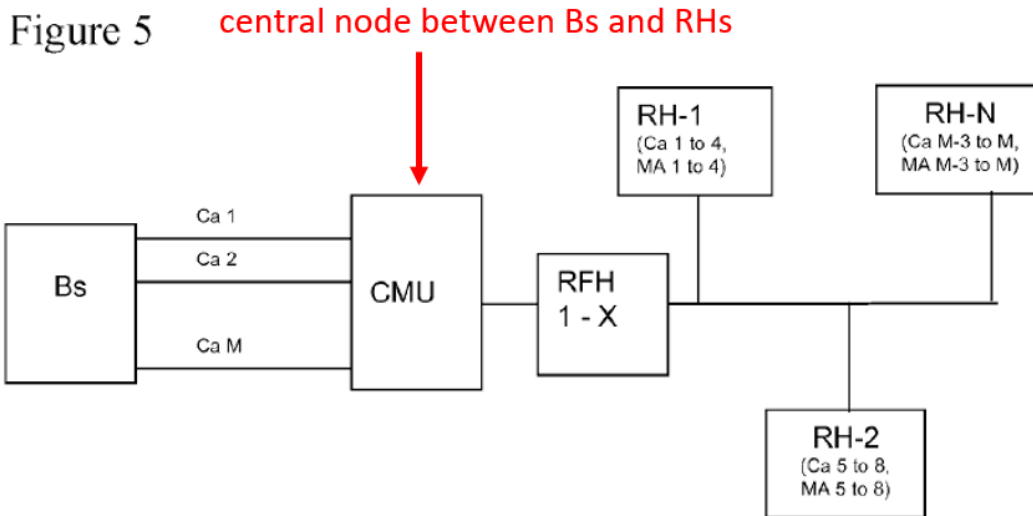 Figure 5
central node between Bs and RHs
RH-1
(Ca 1 to 4,
MA 1 to 4)
RH-N
(Ca M-3 to M,
MA M-3 to M)
Ca 1
Ca 2
Ca M
Bs
CMU
RFH
1 - X
RH-2
(Ca 5 to 8,
MA 5 to 8)